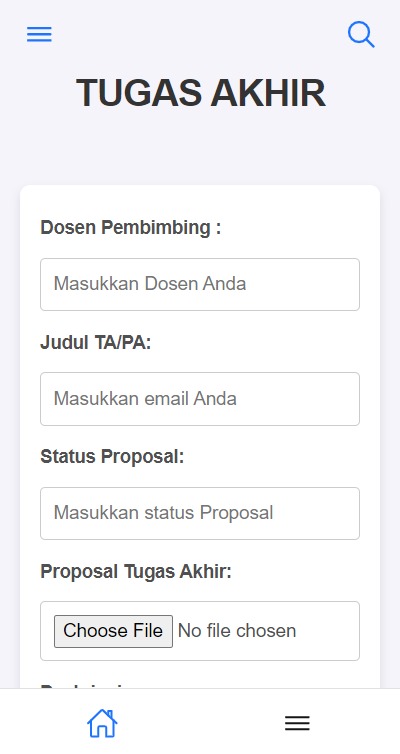 TUGAS AKHIR
Dosen Pembimbing :
Masukkan Dosen Anda
Judul TA/PA:
Masukkan email Anda
Status Proposal:
Masukkan status Proposal
Proposal Tugas Akhir:
Choose File No file chosen